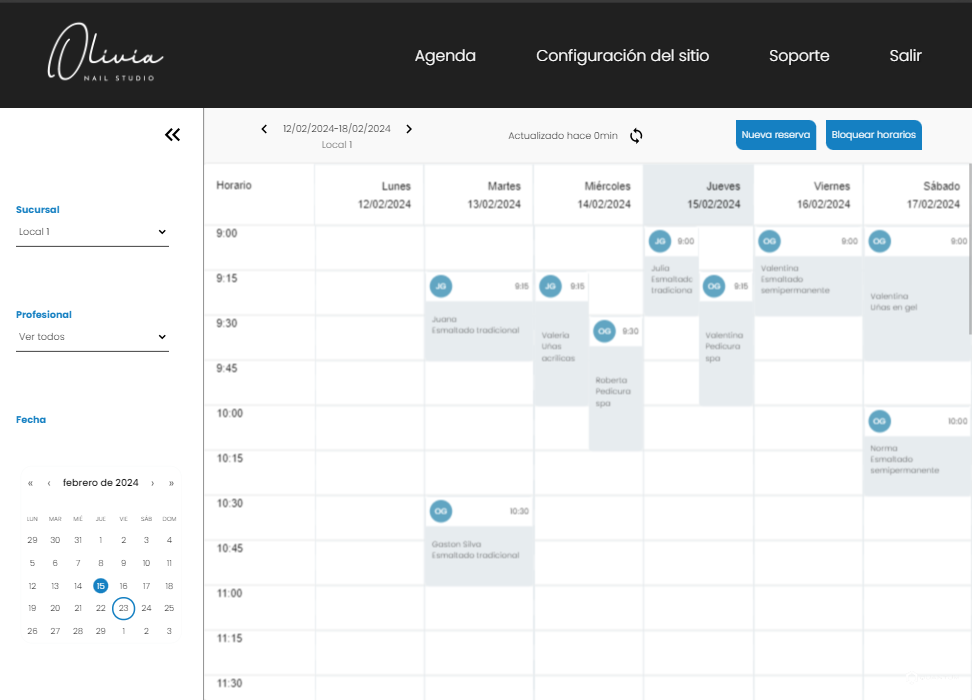 Olivia
NAIL STUDIO
Agenda
Configuración del sitio
Soporte
Salir
12/02/2024-18/02/2024
Local 1
Actualizado hace 0min
Nueva reserva
Bloquear horarios
Sucursal
Local 1
Profesional
Ver todos
Fecha
« ‹ febrero de 2024 › »
LUN MAR MIÉ JUE VIE SÁB DOM
29 30 31 1 2 3 4
5 6 7 8 9 10 11
12 13 14 15 16 17 18
19 20 21 22 23 24 25
26 27 28 29 1 2 3
Horario
Lunes
12/02/2024
Martes
13/02/2024
Miércoles
14/02/2024
Jueves
15/02/2024
Viernes
16/02/2024
Sábado
17/02/2024
9:00
JG 9:00
Julia
Esmaltado
tradiciona
OG 9:00
Valentina
Esmaltado
semipermanente
OG 9:00
Valentina
Uñas en gel
9:15
JG 9:15
Juana
Esmaltado tradicional
JG 9:15
Valeria
Uñas
acrílicas
OG 9:15
Valentina
Pedicura
spa
9:30
OG 9:30
Roberta
Pedicura
spa
9:45
10:00
OG 10:00
Norma
Esmaltado
semipermanente
10:15
10:30
OG 10:30
Gaston Silva
Esmaltado tradicional
10:45
11:00
11:15
11:30